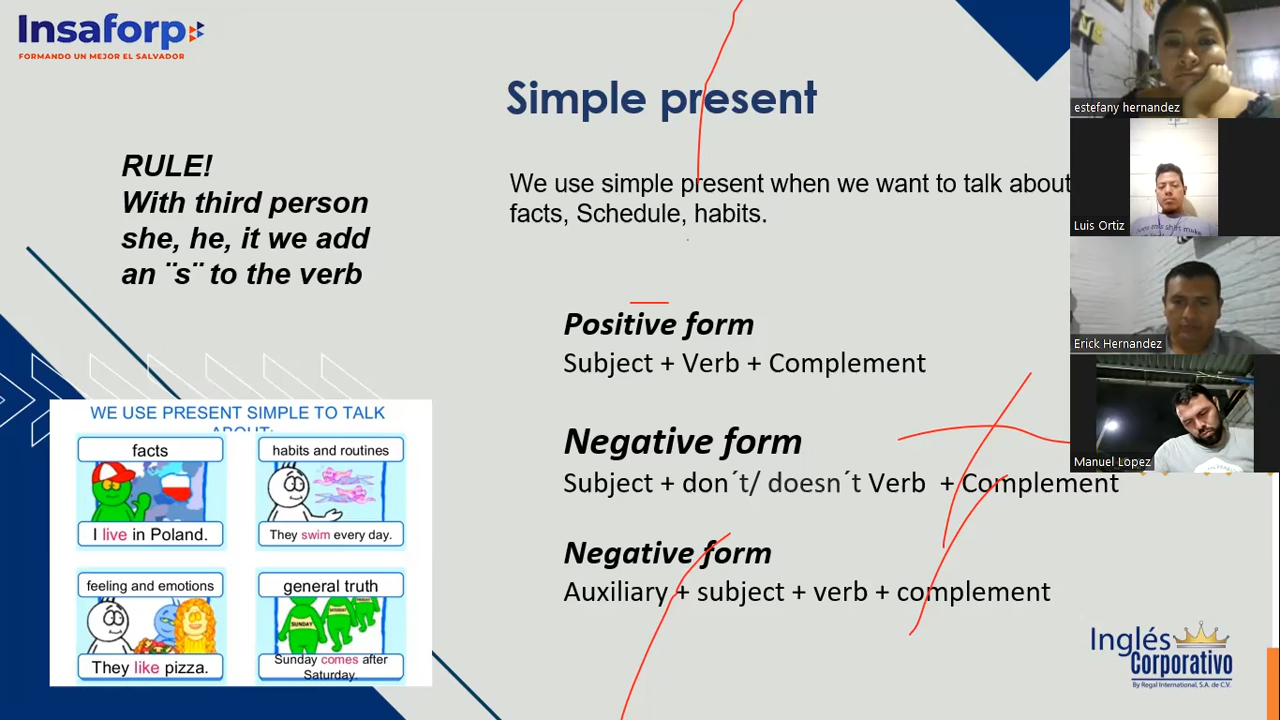 Insaforp
FORMANDO UN MEJOR EL SALVADOR
Simple present
RULE!
With third person
she, he, it we add
an ¨s¨ to the verb
We use simple present when we want to talk about
facts, Schedule, habits.
Positive form
Subject + Verb + Complement
Negative form
Subject + don´t/ doesn´t Verb + Complement
Negative form
Auxiliary + subject + verb + complement
WE USE PRESENT SIMPLE TO TALK
ABOUT:
facts
I live in Poland.
habits and routines
They swim every day.
feeling and emotions
They like pizza.
general truth
SUNDAY
Sunday comes after
Saturday.
estefany hernandez
Luis Ortiz
Erick Hernandez
Manuel Lopez
Inglés
Corporativo
By Regal International, S.A. de C.V.